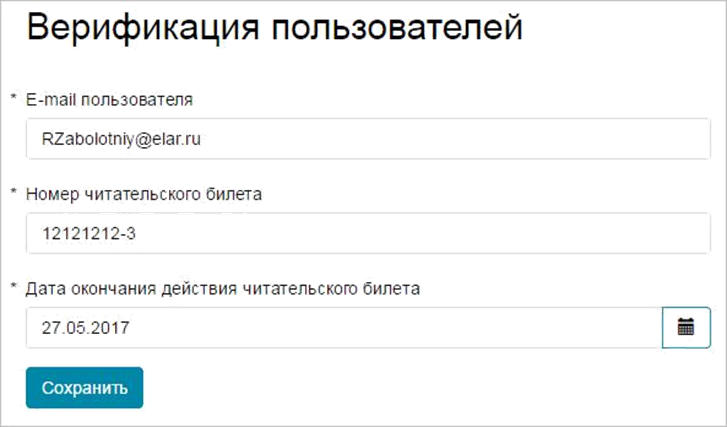 Верификация пользователей
* E-mail пользователя
RZabolotniy@elar.ru
* Номер читательского билета
12121212-3
* Дата окончания действия читательского билета
27.05.2017
Сохранить